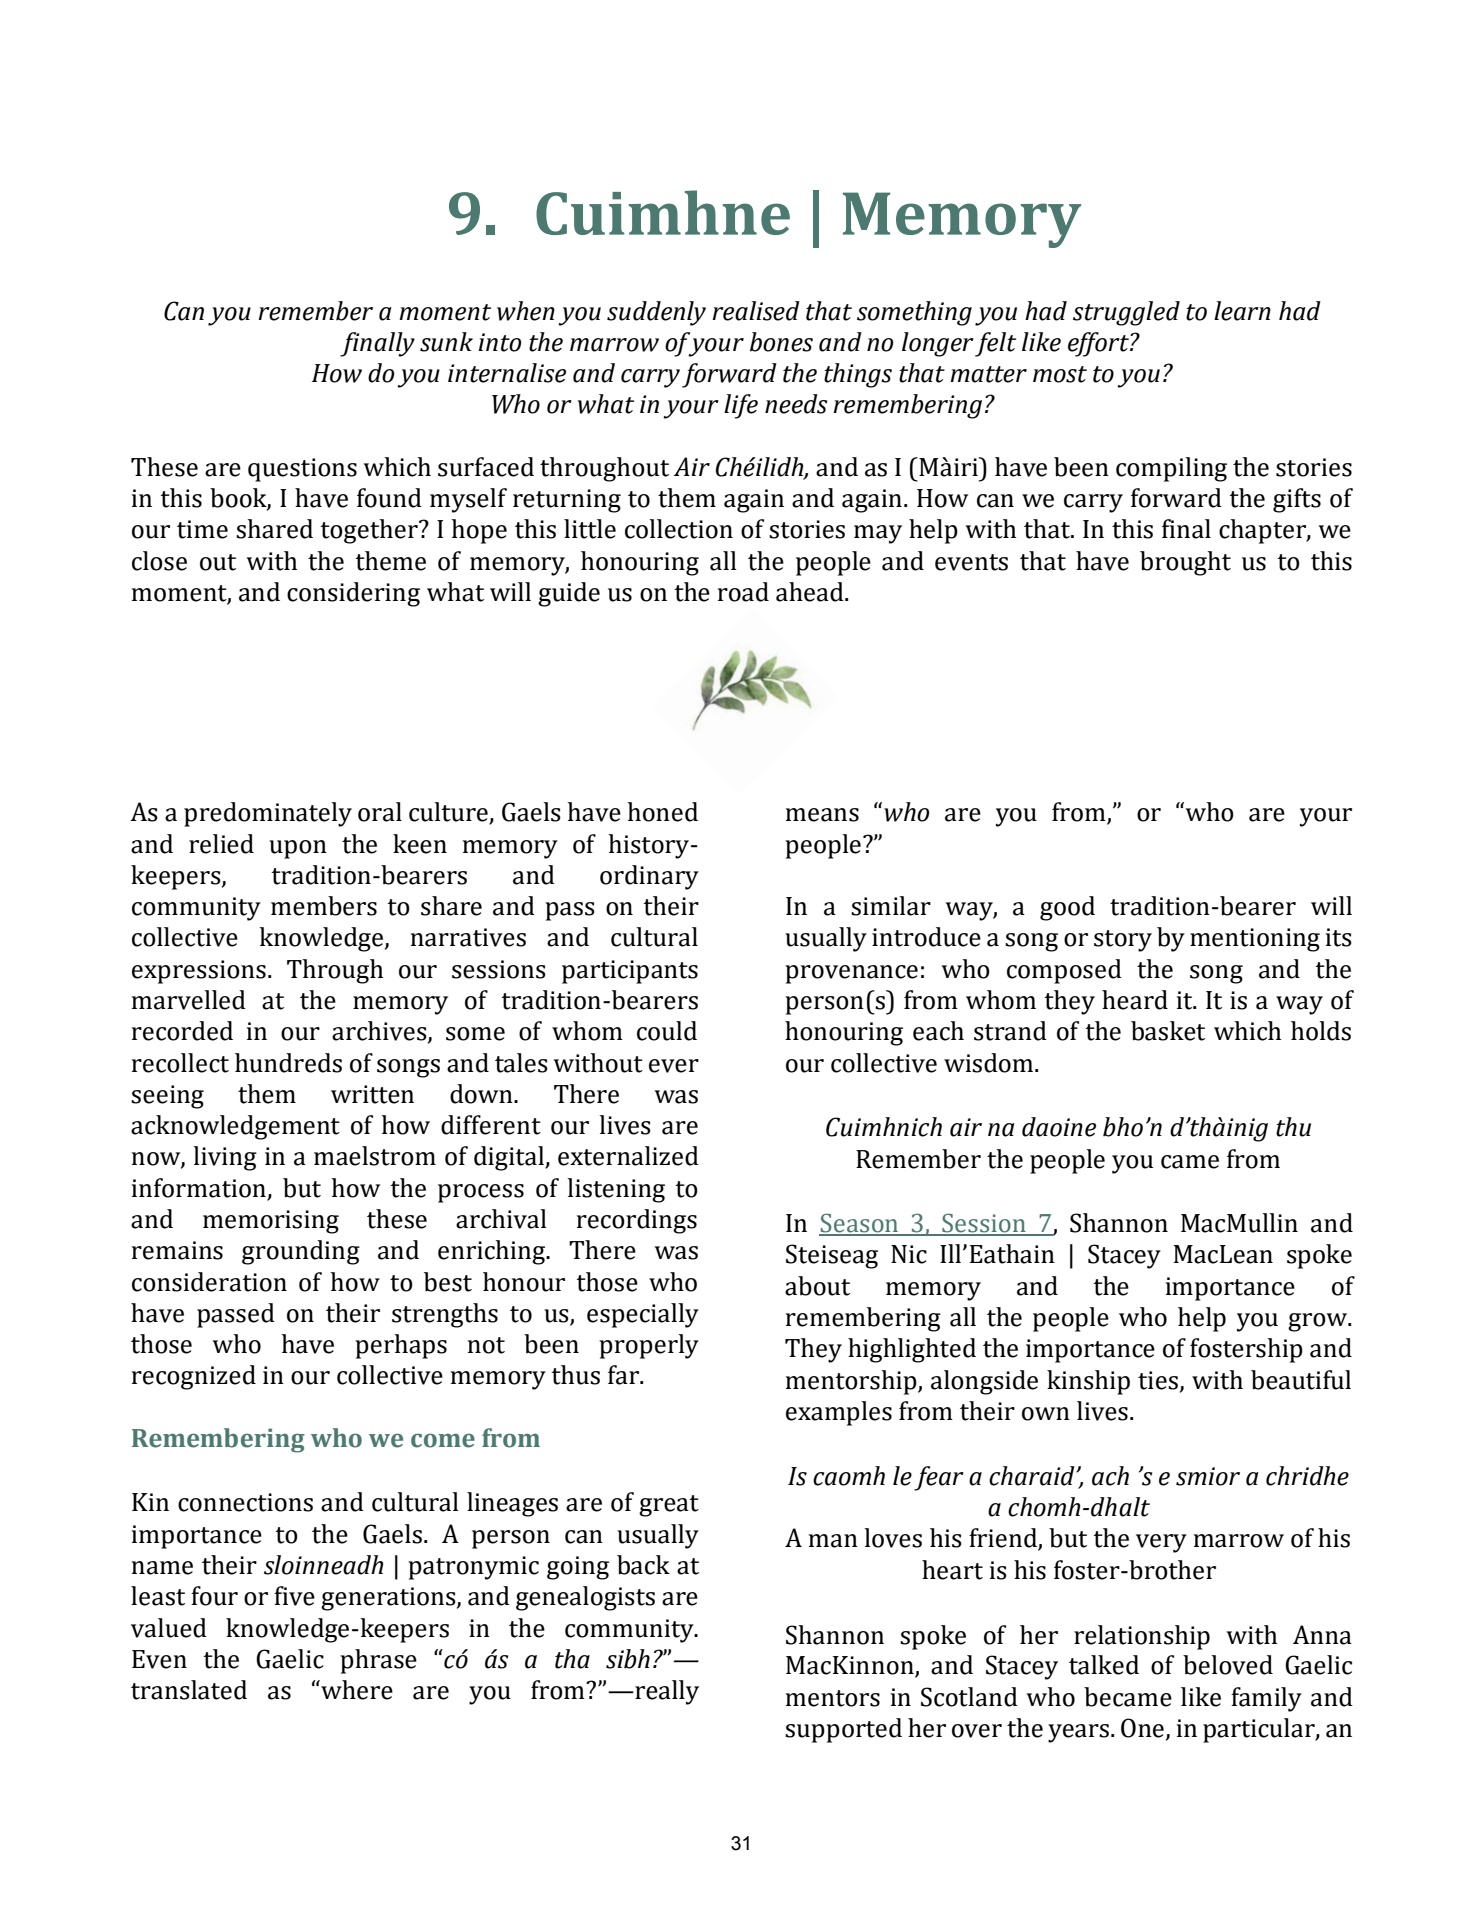 9. Cuimhne | Memory
Can you remember a moment when you suddenly realised that something you had struggled to learn had
finally sunk into the marrow of your bones and no longer felt like effort?
How do you internalise and carry forward the things that matter most to you?
Who or what in your life needs remembering?
These are questions which surfaced throughout Air Chéilidh, and as I (Màiri) have been compiling the stories
in this book, I have found myself returning to them again and again. How can we carry forward the gifts of
our time shared together? I hope this little collection of stories may help with that. In this final chapter, we
close out with the theme of memory, honouring all the people and events that have brought us to this
moment, and considering what will guide us on the road ahead.
As a predominately oral culture, Gaels have honed
and relied upon the keen memory of history-
keepers, tradition-bearers and ordinary
community members to share and pass on their
collective knowledge, narratives and cultural
expressions. Through our sessions participants
marvelled at the memory of tradition-bearers
recorded in our archives, some of whom could
recollect hundreds of songs and tales without ever
seeing them written down. There was
acknowledgement of how different our lives are
now, living in a maelstrom of digital, externalized
information, but how the process of listening to
and memorising these archival recordings
remains grounding and enriching. There was
consideration of how to best honour those who
have passed on their strengths to us, especially
those who have perhaps not been properly
recognized in our collective memory thus far.
Remembering who we come from
Kin connections and cultural lineages are of great
importance to the Gaels. A person can usually
name their sloinneadh | patronymic going back at
least four or five generations, and genealogists are
valued knowledge-keepers in the community.
Even the Gaelic phrase “có ás a tha sibh?”—
translated as “where are you from?”—really
means “who are you from,” or “who are your
people?”
In a similar way, a good tradition-bearer will
usually introduce a song or story by mentioning its
provenance: who composed the song and the
person(s) from whom they heard it. It is a way of
honouring each strand of the basket which holds
our collective wisdom.
Cuimhnich air na daoine bho’n d’thàinig thu
Remember the people you came from
In Season 3, Session 7, Shannon MacMullin and
Steiseag Nic Ill’Eathain | Stacey MacLean spoke
about memory and the importance of
remembering all the people who help you grow.
They highlighted the importance of fostership and
mentorship, alongside kinship ties, with beautiful
examples from their own lives.
Is caomh le fear a charaid’, ach ’s e smior a chridhe
a chomh-dhalt
A man loves his friend, but the very marrow of his
heart is his foster-brother
Shannon spoke of her relationship with Anna
MacKinnon, and Stacey talked of beloved Gaelic
mentors in Scotland who became like family and
supported her over the years. One, in particular, an
31